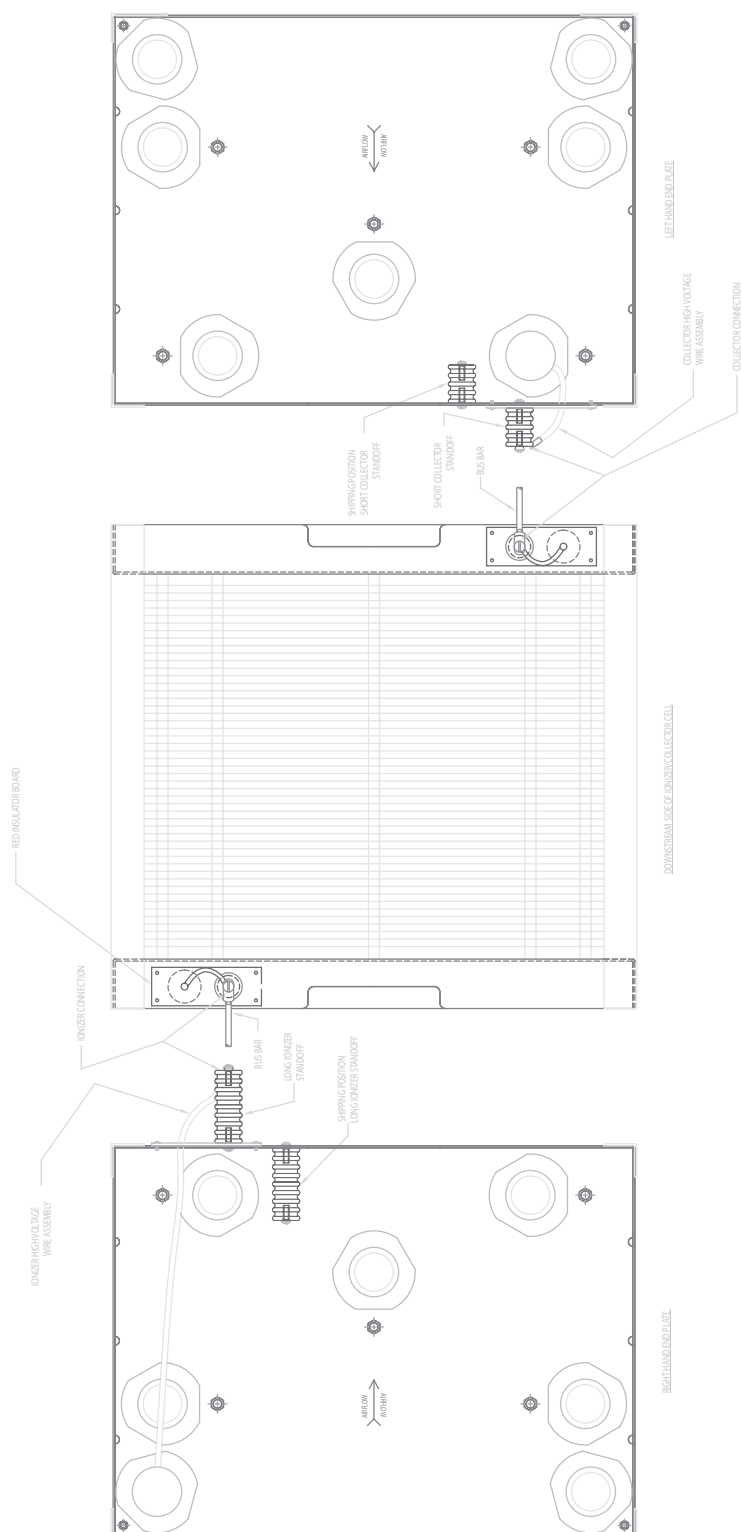 AIRFLOW
AIRFLOW
LEFT HAND END PLATE
COLLECTOR HIGH VOLTAGE
WIRE ASSEMBLY
COLLECTOR CONNECTION
SHIPPING POSITION
SHORT COLLECTOR
STANDOFF
SHORT COLLECTOR
STANDOFF
BUS BAR
DOWNSTREAM SIDE OF IONIZER/COLLECTOR CELL
RED INSULATOR BOARD
IONIZER CONNECTION
BUS BAR
LONG IONIZER
STANDOFF
SHIPPING POSITION
LONG IONIZER STANDOFF
IONIZER HIGH VOLTAGE
WIRE ASSEMBLY
RIGHT HAND END PLATE
AIRFLOW
AIRFLOW